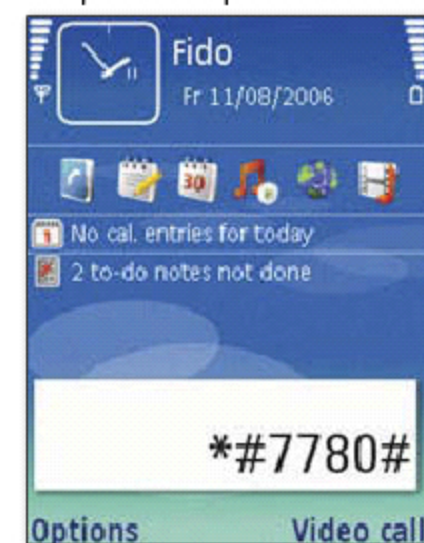 Fido
Fr 11/08/2006
30
No cal. entries for today
2 to-do notes not done
*#7780#
Options Video call